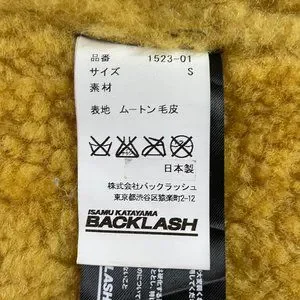 品番 1523-01
サイズ S
素材
表地 ムートン毛皮
日本製
株式会社バックラッシュ
東京都渋谷区猿楽町2-12
ISAMU KATAYAMA
BACKLASH
BACKLASH